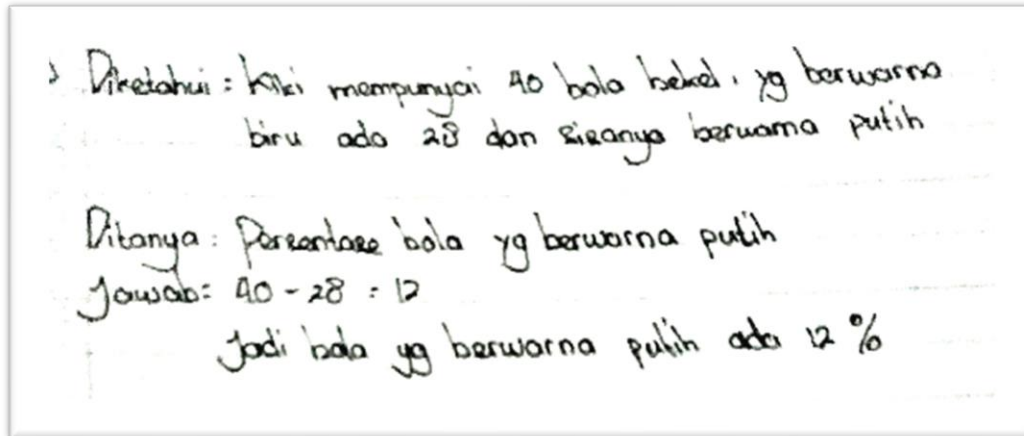 Diketahui : Kiki mempunyai 40 bola bekel, yg berwarna
biru ada 28 dan sisanya berwarna putih
Ditanya : Persentase bola yg berwarna putih
Jawab : 40 - 28 = 12
Jadi bola yg berwarna putih ada 12 %